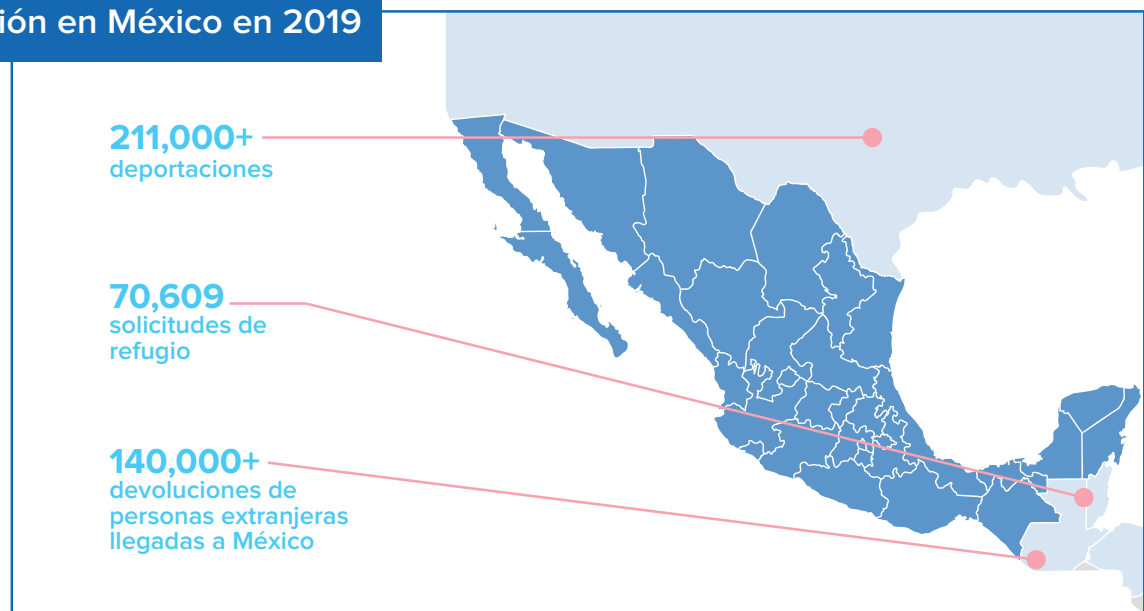 ión en México en 2019
211,000+
deportaciones
70,609
solicitudes de
refugio
140,000+
devoluciones de
personas extranjeras
llegadas a México